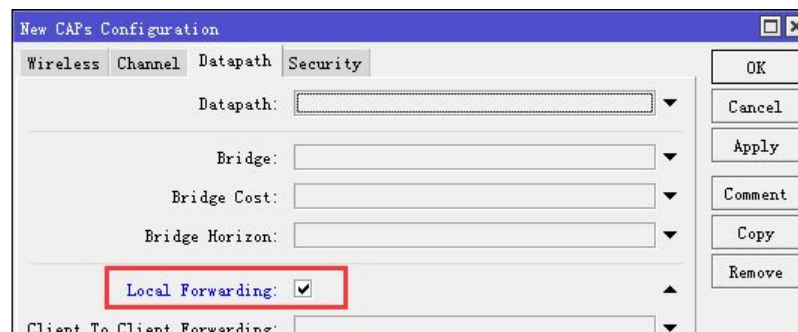 New CAPs Configuration
Wireless Channel Datapath Security
OK
Datapath:
Cancel
Apply
Bridge:
Bridge Cost:
Comment
Bridge Horizon:
Copy
Remove
Local Forwarding:
Client To Client Forwarding: